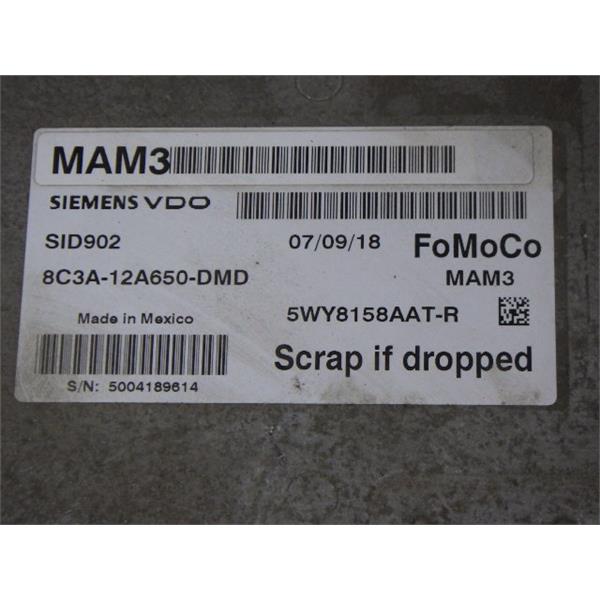 MAM3
SIEMENS VDO
SID902 07/09/18 FoMoCo
8C3A-12A650-DMD MAM3
Made in Mexico 5WY8158AAT-R
Scrap if dropped
S/N: 5004189614